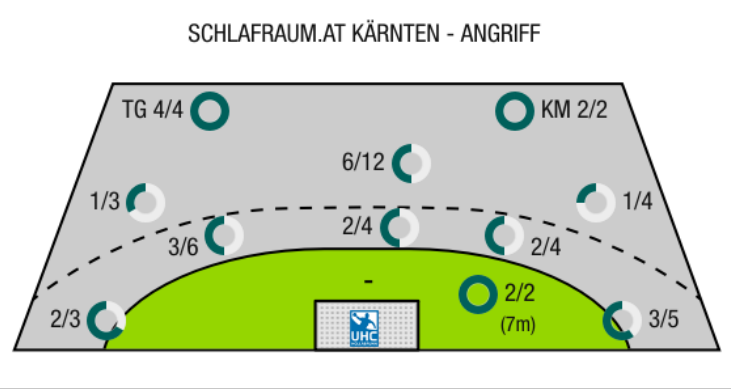 SCHLAFRAUM.AT KÄRNTEN - ANGRIFF
TG 4/4
KM 2/2
6/12
1/3
1/4
3/6
2/4
2/4
-
2/2
(7m)
2/3
3/5
UHC